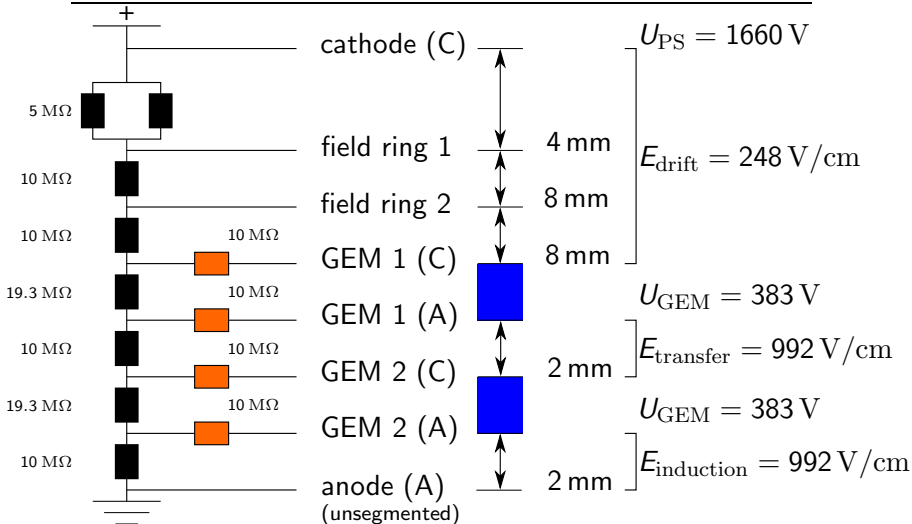 +
cathode (C)
U_PS = 1660 V
5 MΩ
field ring 1
4 mm
E_drift = 248 V/cm
10 MΩ
field ring 2
8 mm
10 MΩ
10 MΩ
GEM 1 (C)
8 mm
19.3 MΩ
10 MΩ
U_GEM = 383 V
GEM 1 (A)
10 MΩ
10 MΩ
E_transfer = 992 V/cm
GEM 2 (C)
2 mm
19.3 MΩ
10 MΩ
U_GEM = 383 V
GEM 2 (A)
10 MΩ
E_induction = 992 V/cm
anode (A)
2 mm
(unsegmented)